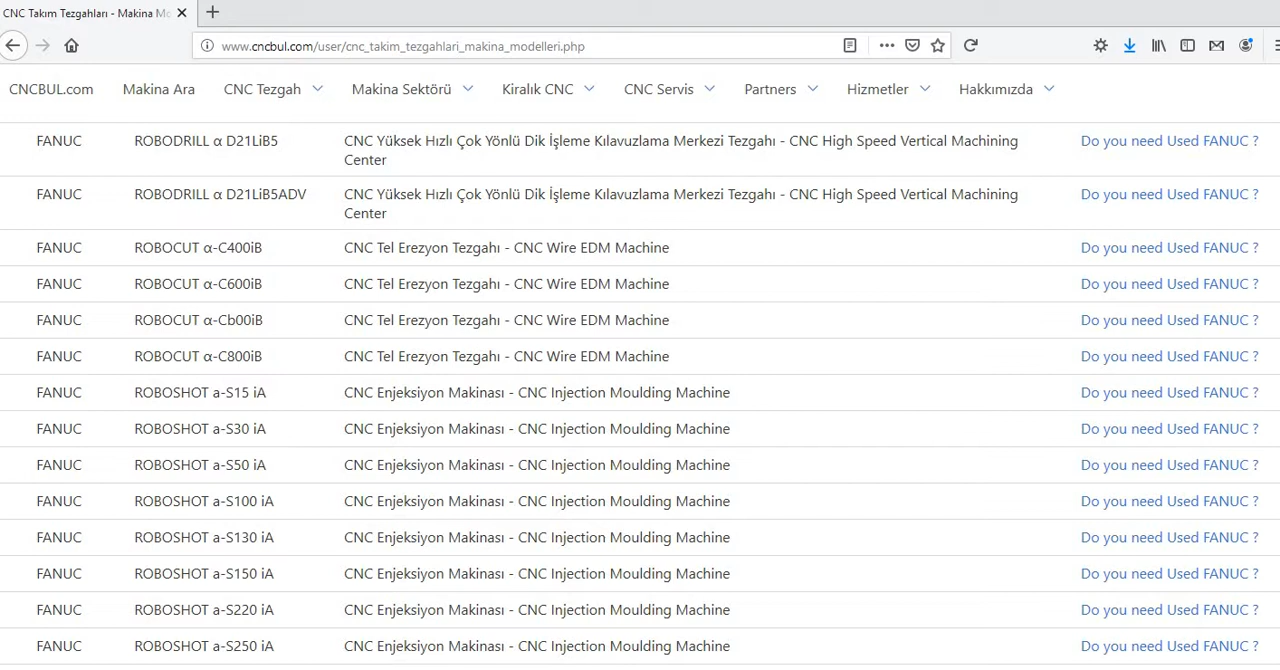 CNC Takım Tezgahları - Makina Mo
www.cncbul.com/user/cnc_takim_tezgahlari_makina_modelleri.php
CNCBUL.com Makina Ara CNC Tezgah Makina Sektörü Kiralık CNC CNC Servis Partners Hizmetler Hakkımızda
FANUC ROBODRILL α D21LiB5 CNC Yüksek Hızlı Çok Yönlü Dik İşleme Kılavuzlama Merkezi Tezgahı - CNC High Speed Vertical Machining Do you need Used FANUC ?
Center
FANUC ROBODRILL α D21LiB5ADV CNC Yüksek Hızlı Çok Yönlü Dik İşleme Kılavuzlama Merkezi Tezgahı - CNC High Speed Vertical Machining Do you need Used FANUC ?
Center
FANUC ROBOCUT α-C400iB CNC Tel Erezyon Tezgahı - CNC Wire EDM Machine Do you need Used FANUC ?
FANUC ROBOCUT α-C600iB CNC Tel Erezyon Tezgahı - CNC Wire EDM Machine Do you need Used FANUC ?
FANUC ROBOCUT α-Cb00iB CNC Tel Erezyon Tezgahı - CNC Wire EDM Machine Do you need Used FANUC ?
FANUC ROBOCUT α-C800iB CNC Tel Erezyon Tezgahı - CNC Wire EDM Machine Do you need Used FANUC ?
FANUC ROBOSHOT a-S15 iA CNC Enjeksiyon Makinası - CNC Injection Moulding Machine Do you need Used FANUC ?
FANUC ROBOSHOT a-S30 iA CNC Enjeksiyon Makinası - CNC Injection Moulding Machine Do you need Used FANUC ?
FANUC ROBOSHOT a-S50 iA CNC Enjeksiyon Makinası - CNC Injection Moulding Machine Do you need Used FANUC ?
FANUC ROBOSHOT a-S100 iA CNC Enjeksiyon Makinası - CNC Injection Moulding Machine Do you need Used FANUC ?
FANUC ROBOSHOT a-S130 iA CNC Enjeksiyon Makinası - CNC Injection Moulding Machine Do you need Used FANUC ?
FANUC ROBOSHOT a-S150 iA CNC Enjeksiyon Makinası - CNC Injection Moulding Machine Do you need Used FANUC ?
FANUC ROBOSHOT a-S220 iA CNC Enjeksiyon Makinası - CNC Injection Moulding Machine Do you need Used FANUC ?
FANUC ROBOSHOT a-S250 iA CNC Enjeksiyon Makinası - CNC Injection Moulding Machine Do you need Used FANUC ?